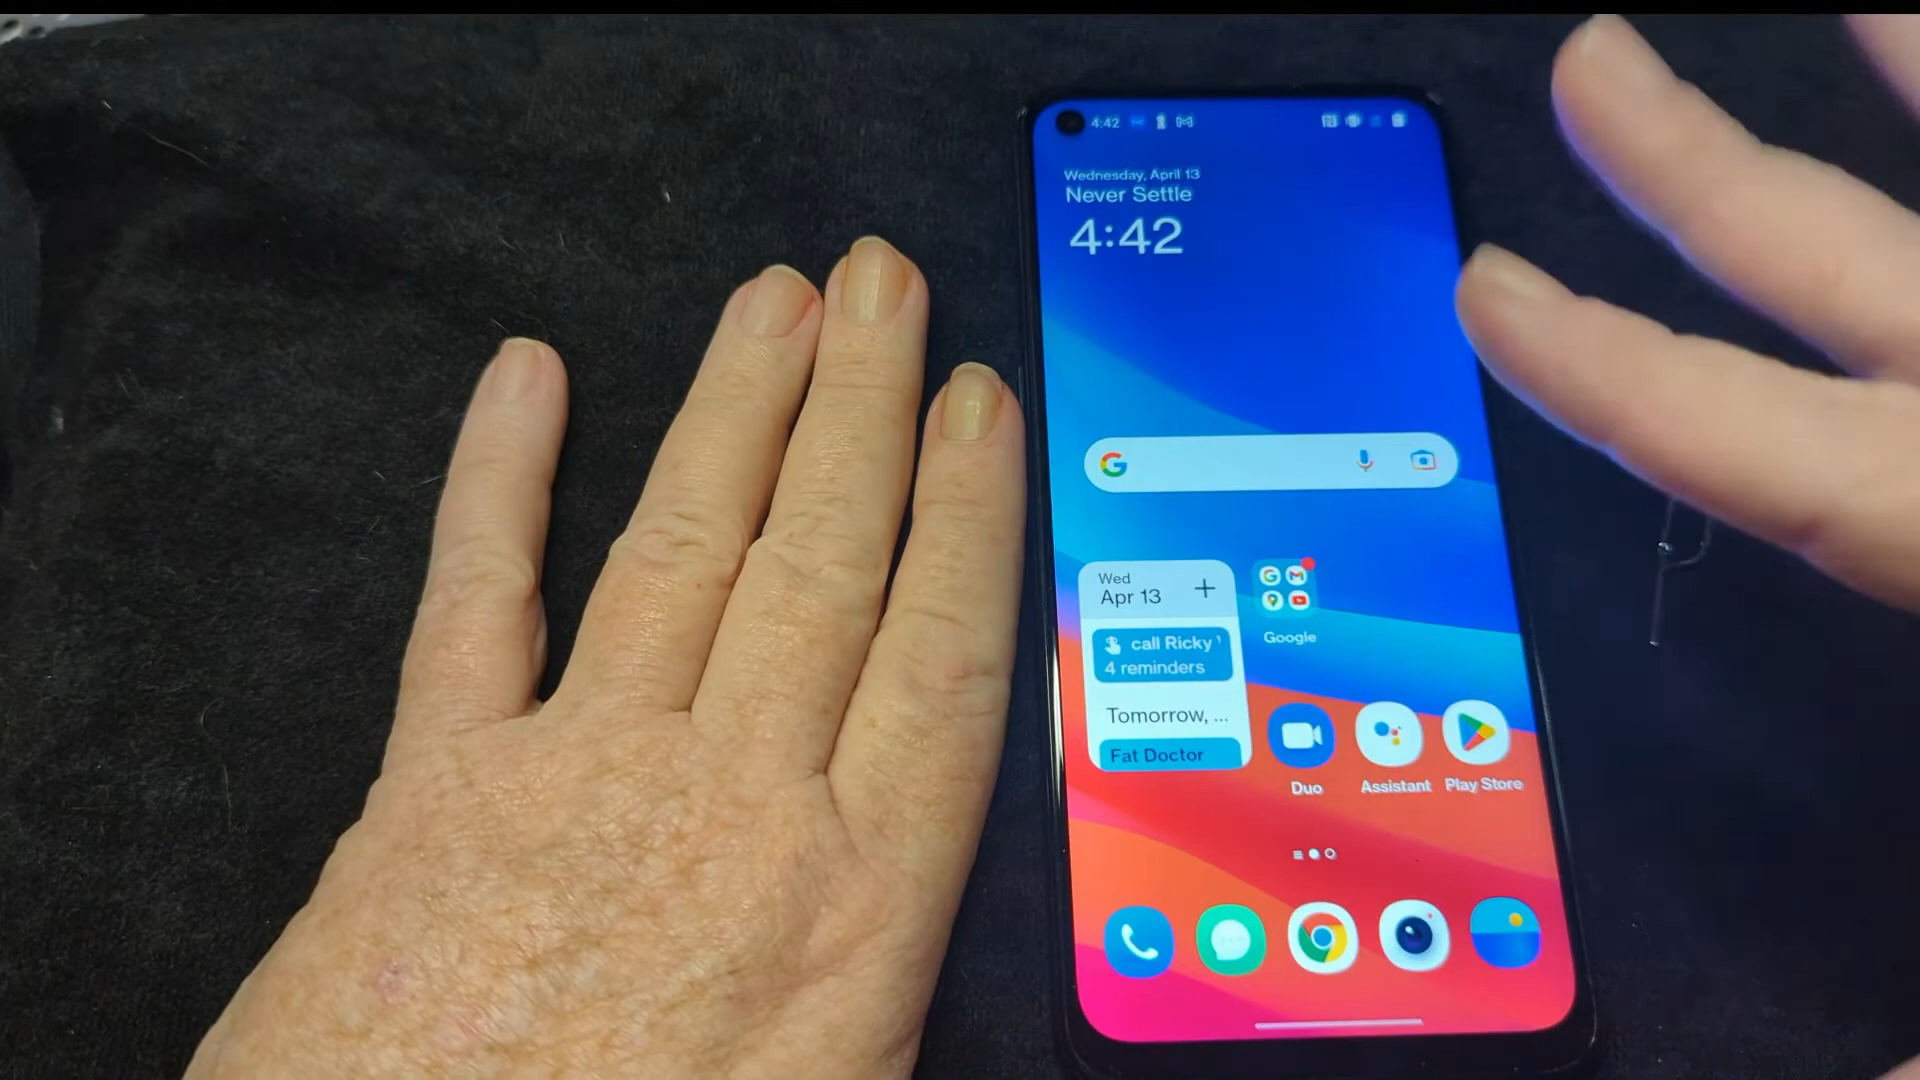 4:42
Wednesday, April 13
Never Settle
4:42
Wed
Apr 13
call Ricky
4 reminders
Tomorrow, ...
Fat Doctor
Google
Duo
Assistant
Play Store